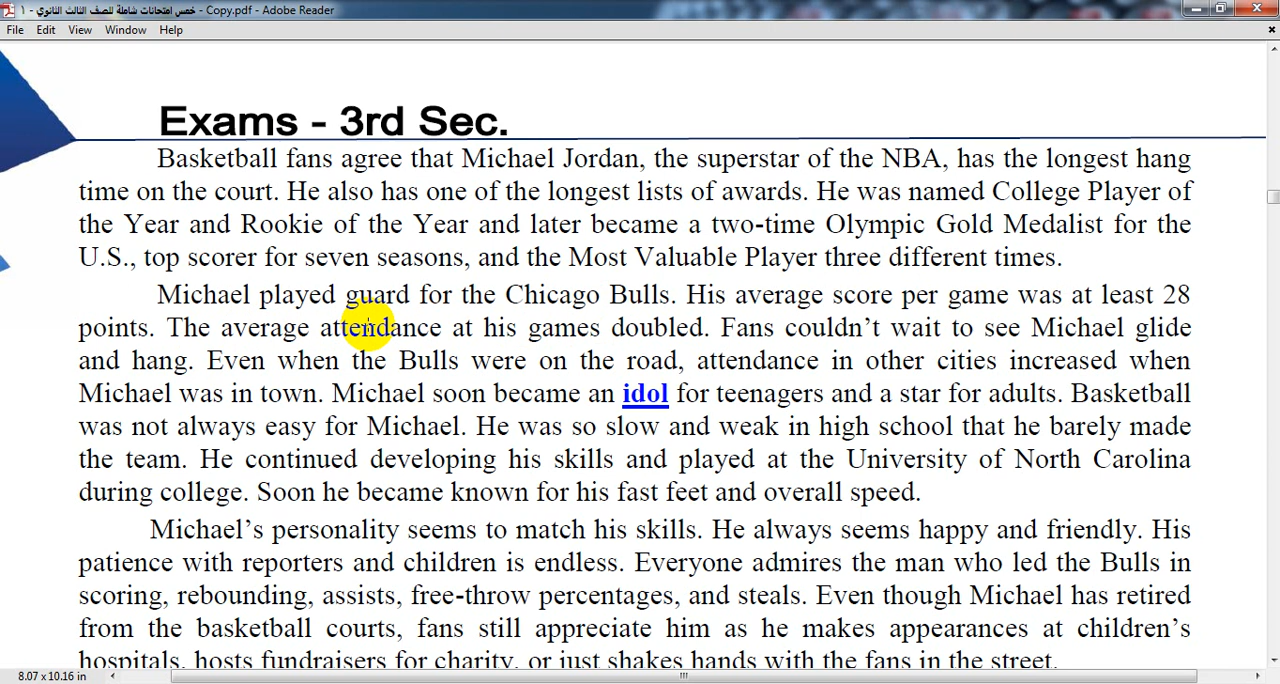 خمس امتحانات شاملة للصف الثالث الثانوي - ١ - Copy.pdf - Adobe Reader
File Edit View Window Help
Exams - 3rd Sec.
Basketball fans agree that Michael Jordan, the superstar of the NBA, has the longest hang
time on the court. He also has one of the longest lists of awards. He was named College Player of
the Year and Rookie of the Year and later became a two-time Olympic Gold Medalist for the
U.S., top scorer for seven seasons, and the Most Valuable Player three different times.
Michael played guard for the Chicago Bulls. His average score per game was at least 28
points. The average attendance at his games doubled. Fans couldn't wait to see Michael glide
and hang. Even when the Bulls were on the road, attendance in other cities increased when
Michael was in town. Michael soon became an idol for teenagers and a star for adults. Basketball
was not always easy for Michael. He was so slow and weak in high school that he barely made
the team. He continued developing his skills and played at the University of North Carolina
during college. Soon he became known for his fast feet and overall speed.
Michael's personality seems to match his skills. He always seems happy and friendly. His
patience with reporters and children is endless. Everyone admires the man who led the Bulls in
scoring, rebounding, assists, free-throw percentages, and steals. Even though Michael has retired
from the basketball courts, fans still appreciate him as he makes appearances at children's
hospitals, hosts fundraisers for charity, or just shakes hands with the fans in the street.
8.07 x 10.16 in